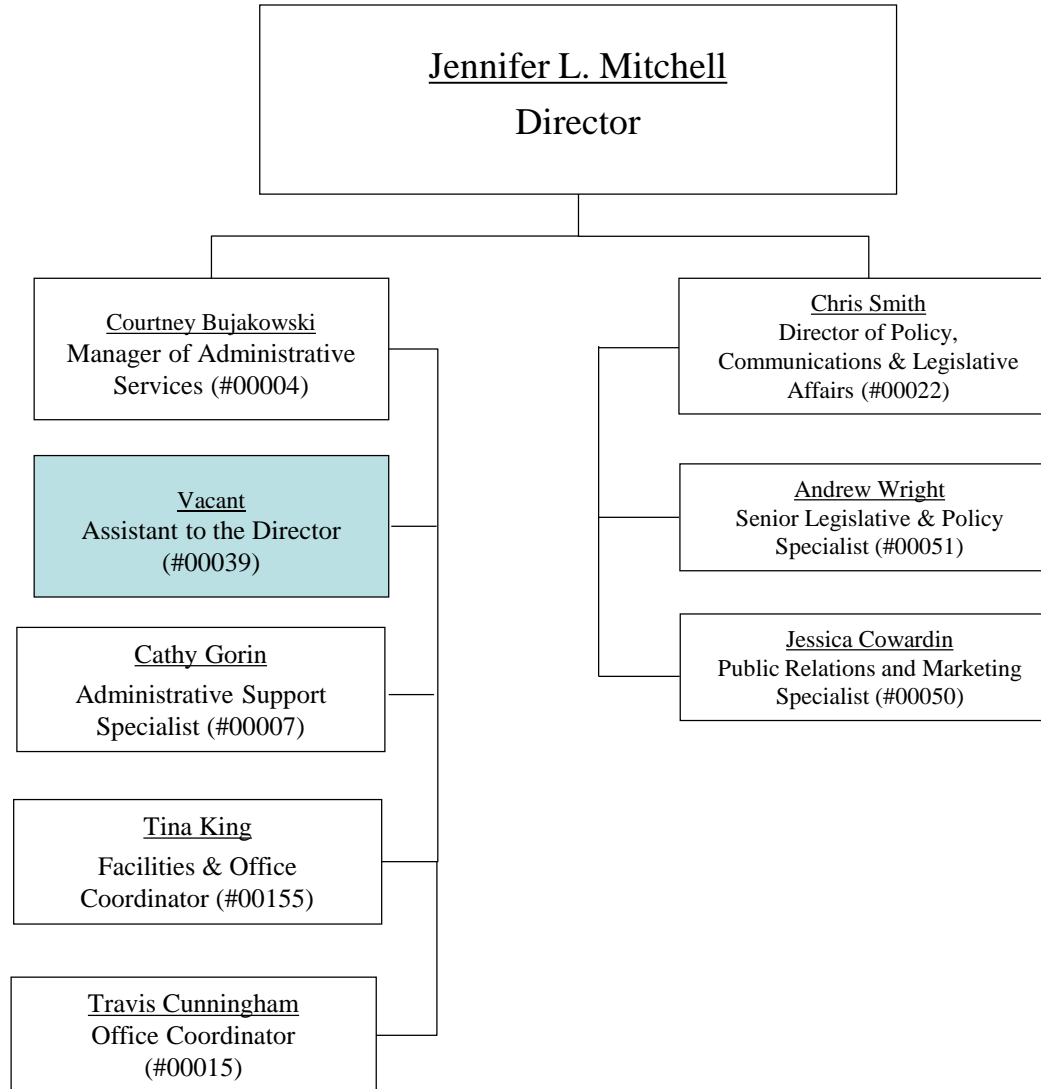 Jennifer L. Mitchell
Director
Courtney Bujakowski
Manager of Administrative
Services (#00004)
Vacant
Assistant to the Director
(#00039)
Cathy Gorin
Administrative Support
Specialist (#00007)
Tina King
Facilities & Office
Coordinator (#00155)
Travis Cunningham
Office Coordinator
(#00015)
Chris Smith
Director of Policy,
Communications & Legislative
Affairs (#00022)
Andrew Wright
Senior Legislative & Policy
Specialist (#00051)
Jessica Cowardin
Public Relations and Marketing
Specialist (#00050)